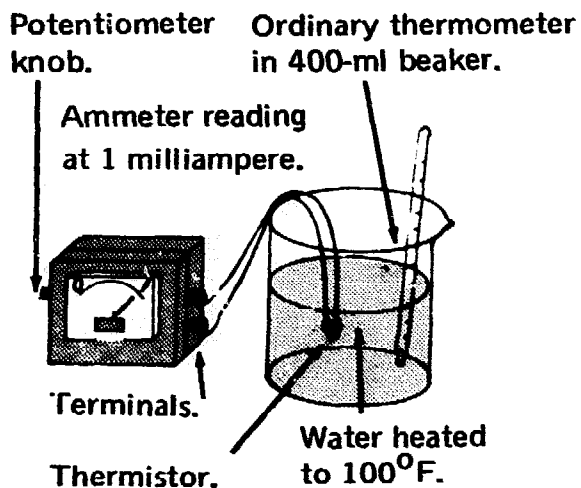 Potentiometer
knob.
Ordinary thermometer
in 400-ml beaker.
Ammeter reading
at 1 milliampere.
Terminals.
Thermistor.
Water heated
to 100°F.